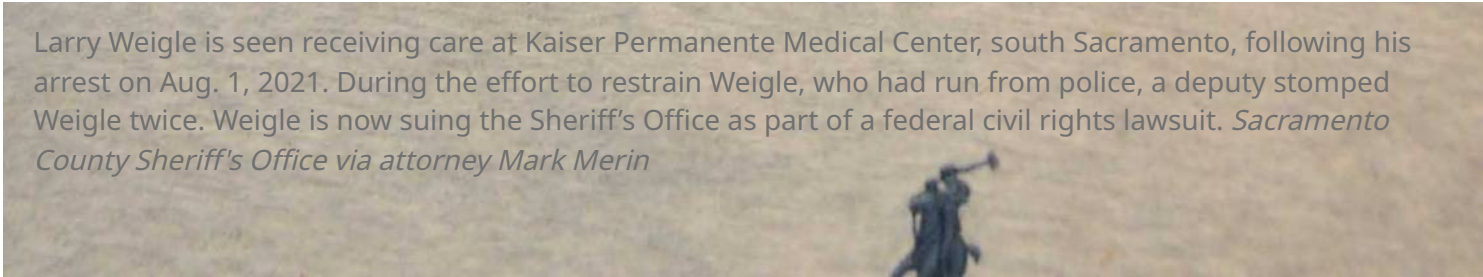 Larry Weigle is seen receiving care at Kaiser Permanente Medical Center, south Sacramento, following his
arrest on Aug. 1, 2021. During the effort to restrain Weigle, who had run from police, a deputy stomped
Weigle twice. Weigle is now suing the Sheriff’s Office as part of a federal civil rights lawsuit. Sacramento
County Sheriff's Office via attorney Mark Merin